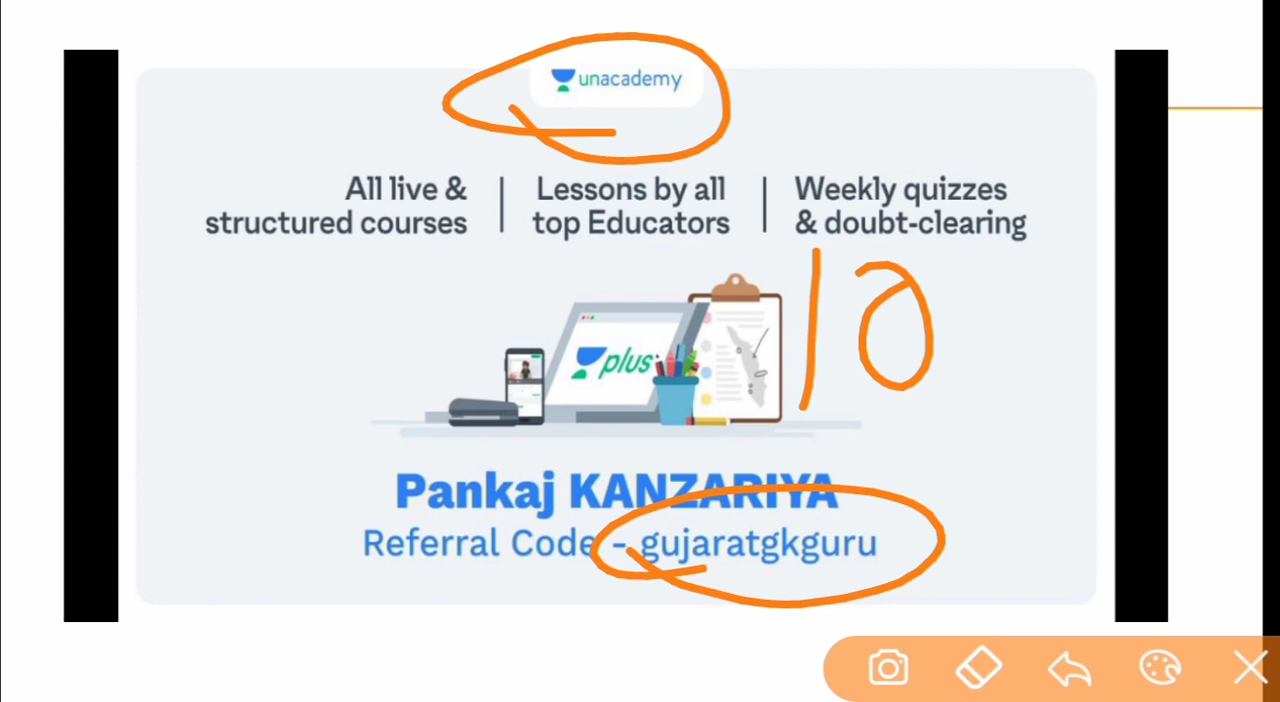 unacademy
All live &
structured courses
Lessons by all
top Educators
Weekly quizzes
& doubt-clearing
10
plus
Pankaj KANZARIYA
Referral Code - gujaratgkguru